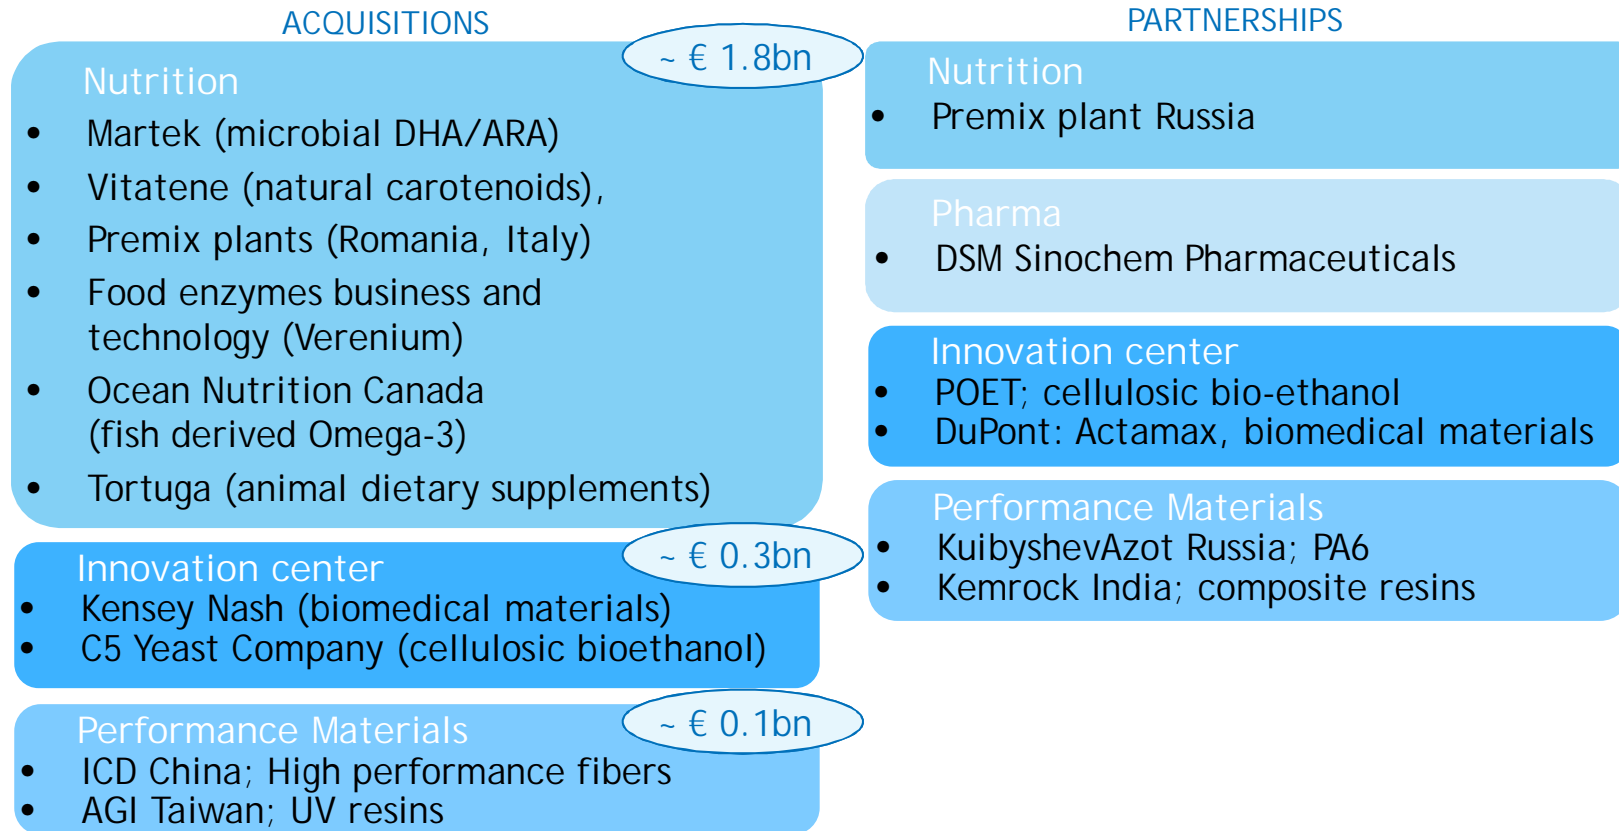 ACQUISITIONS
~ € 1.8bn
Nutrition
• Martek (microbial DHA/ARA)
• Vitatene (natural carotenoids),
• Premix plants (Romania, Italy)
• Food enzymes business and
technology (Verenium)
• Ocean Nutrition Canada
(fish derived Omega-3)
• Tortuga (animal dietary supplements)
~ € 0.3bn
Innovation center
• Kensey Nash (biomedical materials)
• C5 Yeast Company (cellulosic bioethanol)
~ € 0.1bn
Performance Materials
• ICD China; High performance fibers
• AGI Taiwan; UV resins
PARTNERSHIPS
Nutrition
• Premix plant Russia
Pharma
• DSM Sinochem Pharmaceuticals
Innovation center
• POET; cellulosic bio-ethanol
• DuPont: Actamax, biomedical materials
Performance Materials
• KuibyshevAzot Russia; PA6
• Kemrock India; composite resins